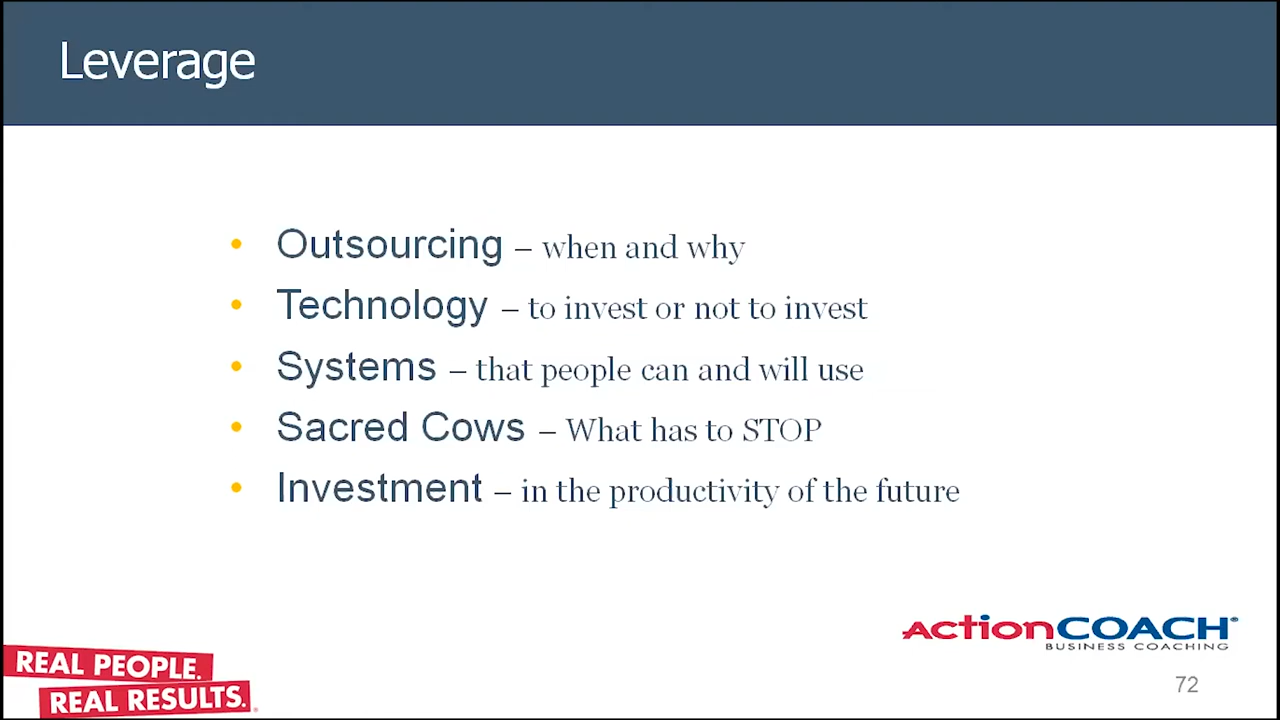 Leverage
• Outsourcing – when and why
• Technology – to invest or not to invest
• Systems – that people can and will use
• Sacred Cows – What has to STOP
• Investment – in the productivity of the future
ActionCOACH®
BUSINESS COACHING
REAL PEOPLE.
REAL RESULTS.
72